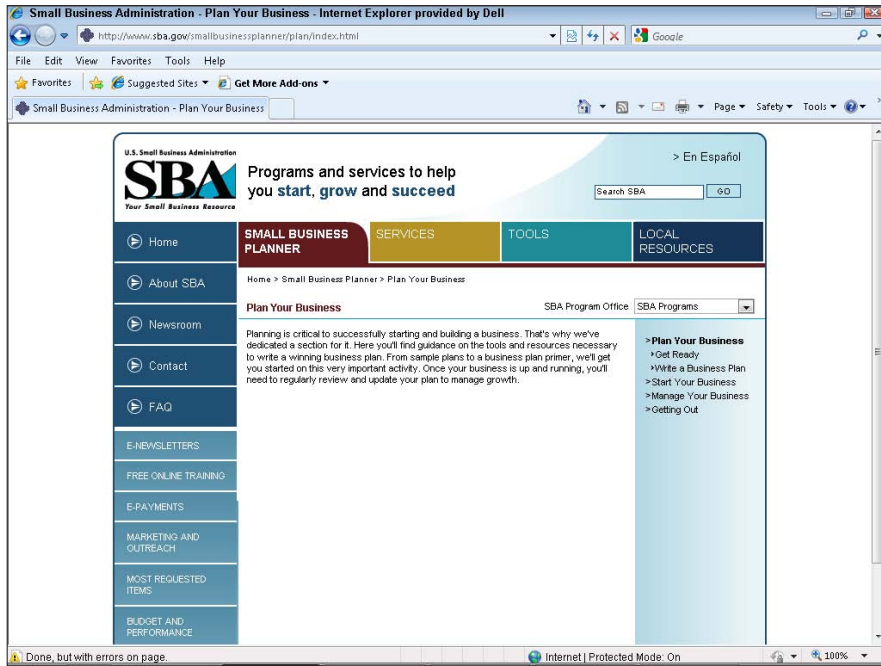 Small Business Administration - Plan Your Business - Internet Explorer provided by Dell
http://www.sba.gov/smallbusinessplanner/plan/index.html
Google
File Edit View Favorites Tools Help
Favorites Suggested Sites Get More Add-ons
Small Business Administration - Plan Your Business
Page Safety Tools
U.S. Small Business Administration
SBA
Your Small Business Resource
Programs and services to help
you start, grow and succeed
> En Español
Search SBA GO
SMALL BUSINESS
PLANNER
SERVICES
TOOLS
LOCAL
RESOURCES
Home
About SBA
Newsroom
Contact
FAQ
E-NEWSLETTERS
FREE ONLINE TRAINING
E-PAYMENTS
MARKETING AND
OUTREACH
MOST REQUESTED
ITEMS
BUDGET AND
PERFORMANCE
Home > Small Business Planner > Plan Your Business
Plan Your Business
SBA Program Office SBA Programs
Planning is critical to successfully starting and building a business. That's why we've
dedicated a section for it. Here you'll find guidance on the tools and resources necessary
to write a winning business plan. From sample plans to a business plan primer, we'll get
you started on this very important activity. Once your business is up and running, you'll
need to regularly review and update your plan to manage growth.
>Plan Your Business
Get Ready
Write a Business Plan
>Start Your Business
>Manage Your Business
>Getting Out
Done, but with errors on page.
Internet | Protected Mode: On
100%